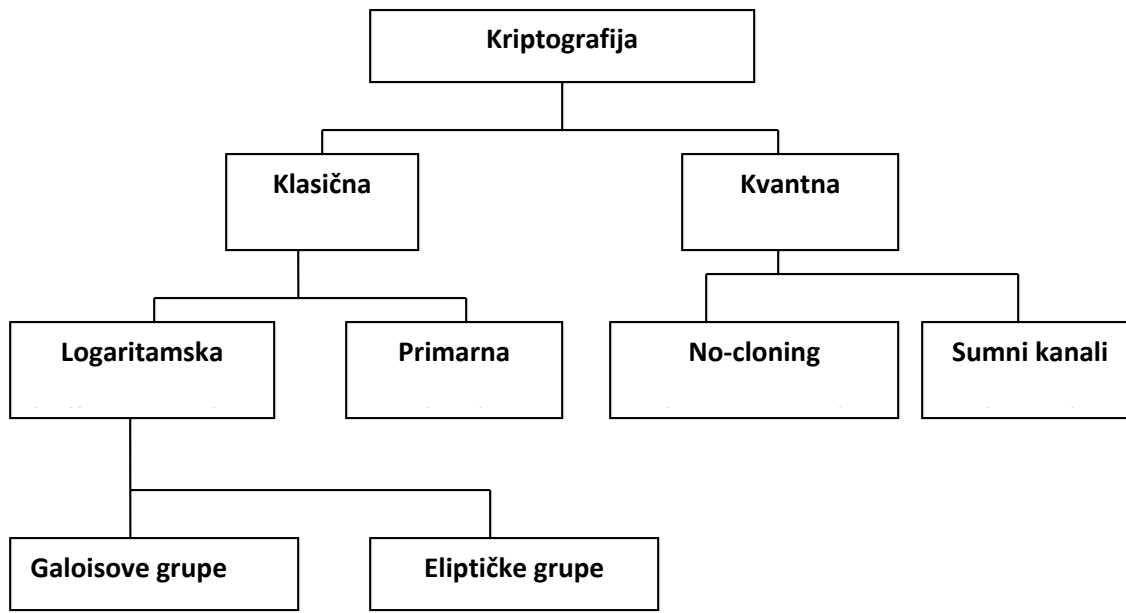 Kriptografija
Klasična
Kvantna
Logaritamska
Primarna
No-cloning
Sumni kanali
Galoisove grupe
Eliptičke grupe